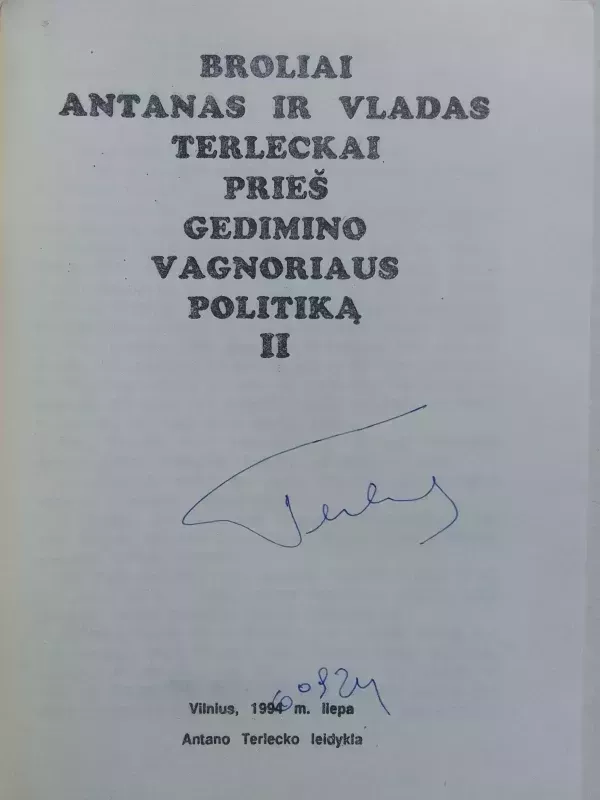 BROLIAI
ANTANAS IR VLADAS
TERLECKAI
PRIEŠ
GEDIMINO
VAGNORIAUS
POLITIKĄ
II
Vilnius, 1994 m. liepa
Antano Terlecko leidykla